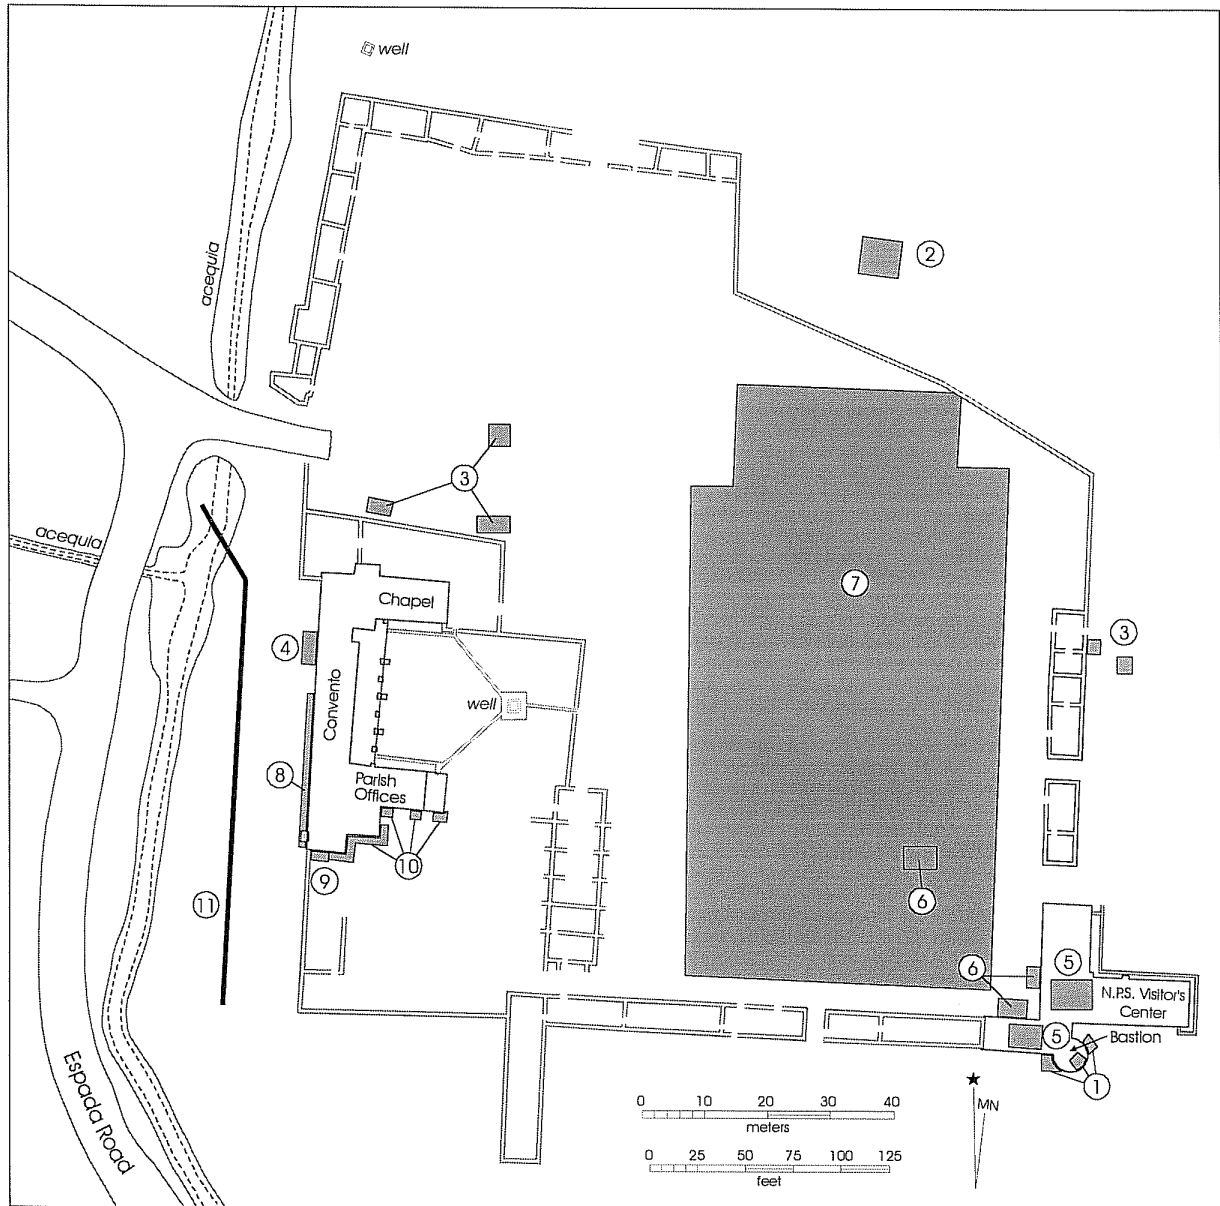 well
acequia
2
3
acequia
7
Chapel
3
4
Convento
well
8
Parish
Offices
10
9
6
11
6
5
N.P.S. Visitor's
Center
5
Bastion
1
Espada Road
MN
0 10 20 30 40
meters
0 25 50 75 100 125
feet